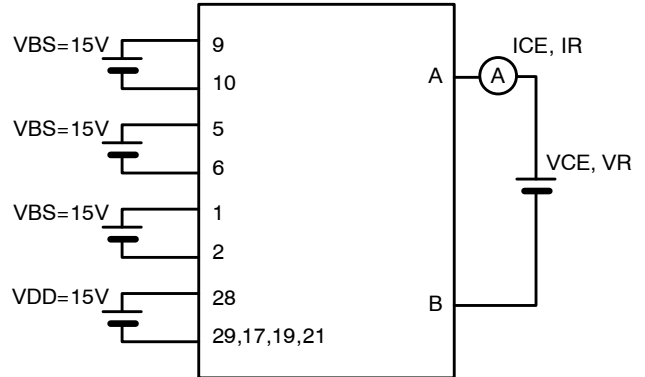 VBS=15V
9
10
VBS=15V
5
6
VBS=15V
1
2
VDD=15V
28
29,17,19,21
A
A
ICE, IR
VCE, VR
B